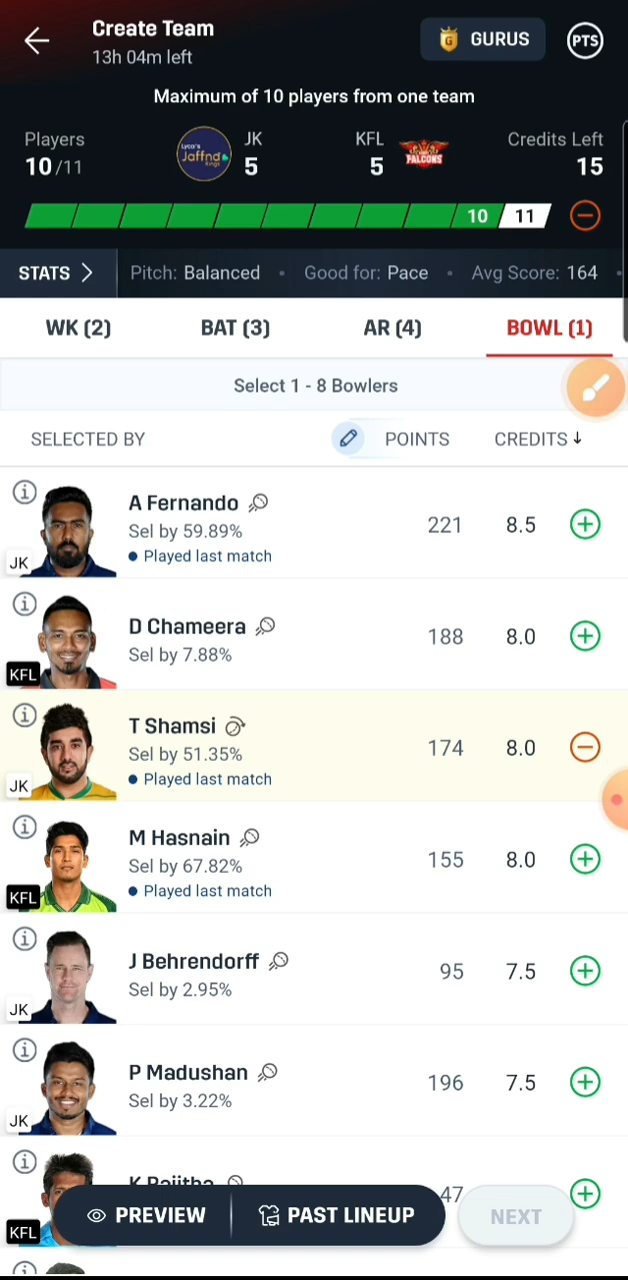 Create Team
13h 04m left
GURUS
PTS
Maximum of 10 players from one team
Players
10/11
Lyca's
Jaffna
Kings
JK
5
KFL
5
FALCONS
Credits Left
15
10
11
STATS
Pitch: Balanced • Good for: Pace • Avg Score: 164
WK (2)
BAT (3)
AR (4)
BOWL (1)
Select 1 - 8 Bowlers
SELECTED BY
POINTS
CREDITS ↓
A Fernando
Sel by 59.89%
Played last match
JK
221
8.5
D Chameera
Sel by 7.88%
KFL
188
8.0
T Shamsi
Sel by 51.35%
Played last match
JK
174
8.0
M Hasnain
Sel by 67.82%
Played last match
KFL
155
8.0
J Behrendorff
Sel by 2.95%
JK
95
7.5
P Madushan
Sel by 3.22%
JK
196
7.5
K Rajitha
KFL
47
PREVIEW
PAST LINEUP
NEXT